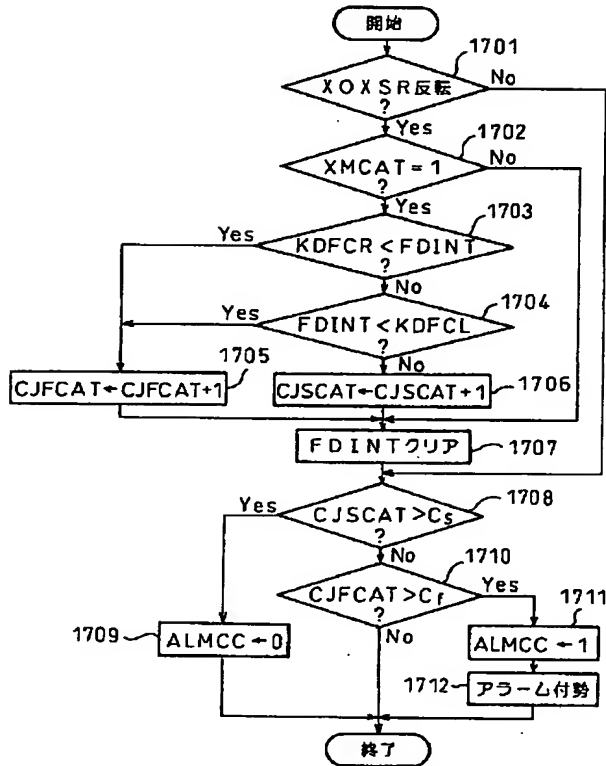 開始
1701
XOXSR反転
?
No
Yes
1702
XMCAT=1
?
No
Yes
1703
KDFCR<FDINT
?
Yes
No
1704
FDINT<KDFCL
?
Yes
No
1705
CJFCAT←CJFCAT+1
CJSCAT←CJSCAT+1
1706
FDINTクリア
1707
1708
CJSCAT>Cs
?
Yes
No
1710
CJFCAT>Cf
?
Yes
No
1709
ALMCC←0
1711
ALMCC←1
1712
アラーム付勢
終了